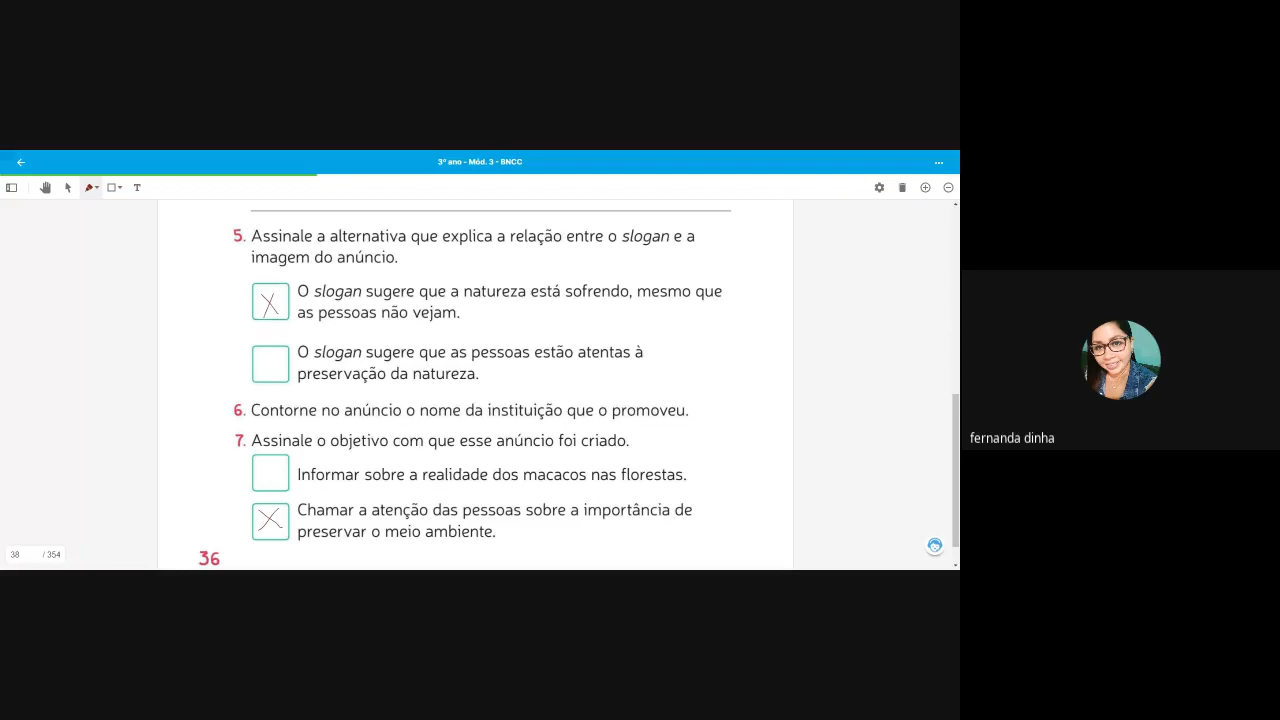 3º ano - Mód. 3 - BNCC
T
5. Assinale a alternativa que explica a relação entre o slogan e a
imagem do anúncio.
X O slogan sugere que a natureza está sofrendo, mesmo que
as pessoas não vejam.
O slogan sugere que as pessoas estão atentas à
preservação da natureza.
6. Contorne no anúncio o nome da instituição que o promoveu.
7. Assinale o objetivo com que esse anúncio foi criado.
Informar sobre a realidade dos macacos nas florestas.
X Chamar a atenção das pessoas sobre a importância de
preservar o meio ambiente.
38 / 354
36
fernanda dinha